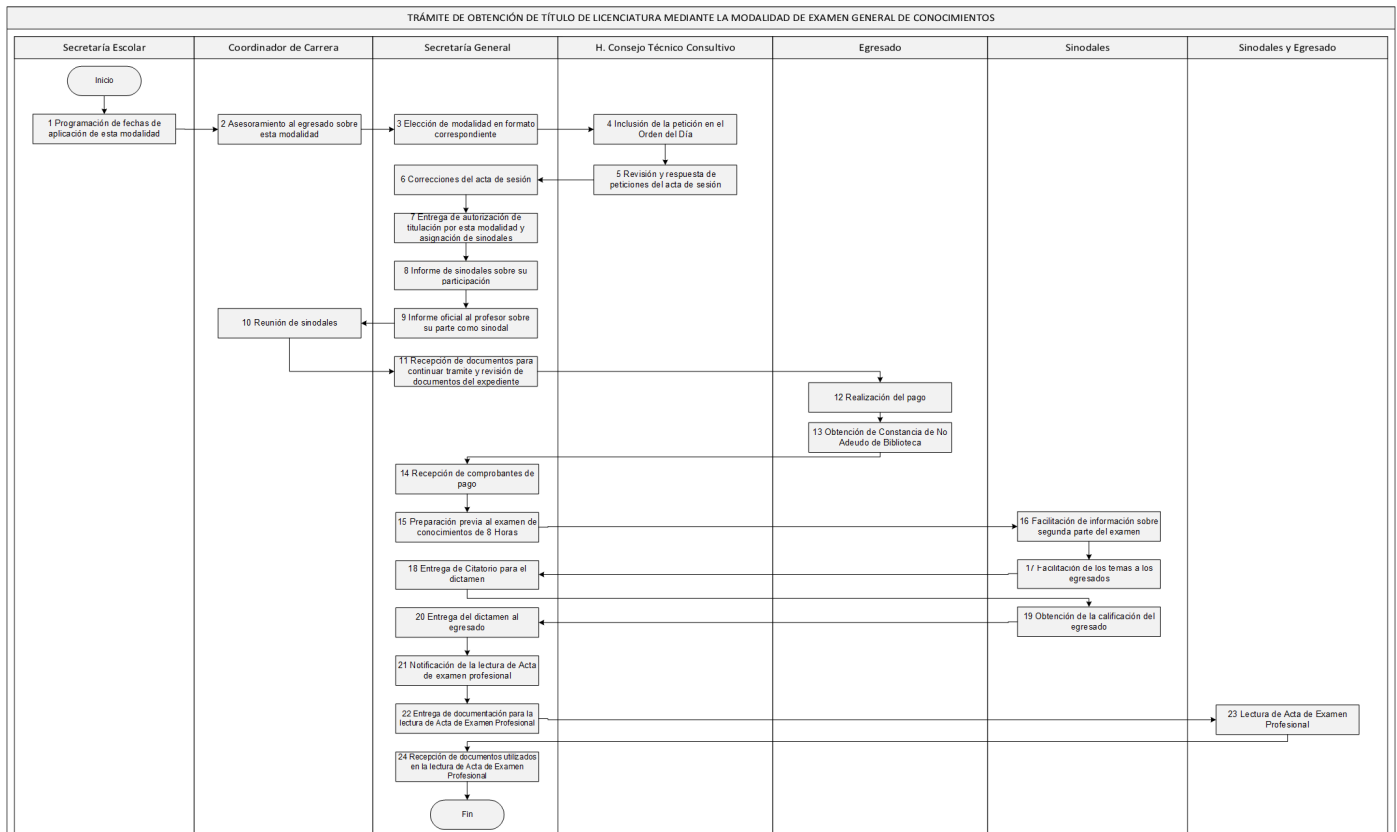 TRÁMITE DE OBTENCIÓN DE TÍTULO DE LICENCIATURA MEDIANTE LA MODALIDAD DE EXAMEN GENERAL DE CONOCIMIENTOS
Secretaría Escolar
Coordinador de Carrera
Secretaría General
H. Consejo Técnico Consultivo
Egresado
Sinodales
Sinodales y Egresado
Inicio
1 Programación de fechas de
aplicación de esta modalidad
2 Asesoramiento al egresado sobre
esta modalidad
3 Elección de modalidad en formato
correspondiente
4 Inclusión de la petición en el
Orden del Día
5 Revisión y respuesta de
peticiones del acta de sesión
6 Correcciones del acta de sesión
7 Entrega de autorización de
titulación por esta modalidad y
asignación de sinodales
8 Informe de sinodales sobre su
participación
9 Informe oficial al profesor sobre
su parte como sinodal
10 Reunión de sinodales
11 Recepción de documentos para
continuar tramite y revisión de
documentos del expediente
12 Realización del pago
13 Obtención de Constancia de No
Adeudo de Biblioteca
14 Recepción de comprobantes de
pago
15 Preparación previa al examen de
conocimientos de 8 Horas
16 Facilitación de información sobre
segunda parte del examen
17 Facilitación de los temas a los
egresados
18 Entrega de Citatorio para el
dictamen
19 Obtención de la calificación del
egresado
20 Entrega del dictamen al
egresado
21 Notificación de la lectura de Acta
de examen profesional
22 Entrega de documentación para la
lectura de Acta de Examen Profesional
23 Lectura de Acta de Examen
Profesional
24 Recepción de documentos utilizados
en la lectura de Acta de Examen
Profesional
Fin